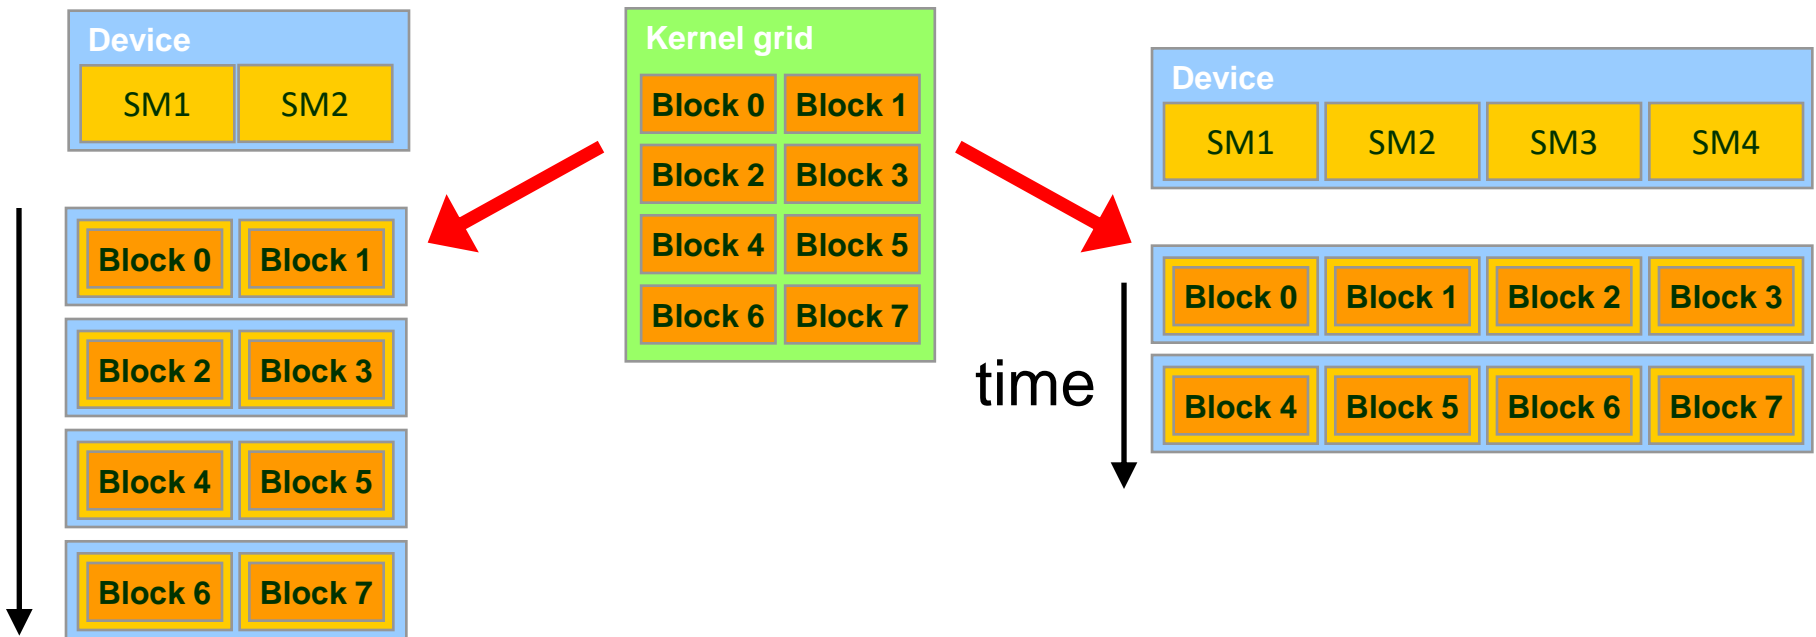 Device
SM1 SM2
Block 0 Block 1
Block 2 Block 3
Block 4 Block 5
Block 6 Block 7
Kernel grid
Block 0 Block 1
Block 2 Block 3
Block 4 Block 5
Block 6 Block 7
Device
SM1 SM2 SM3 SM4
time
Block 0 Block 1 Block 2 Block 3
Block 4 Block 5 Block 6 Block 7